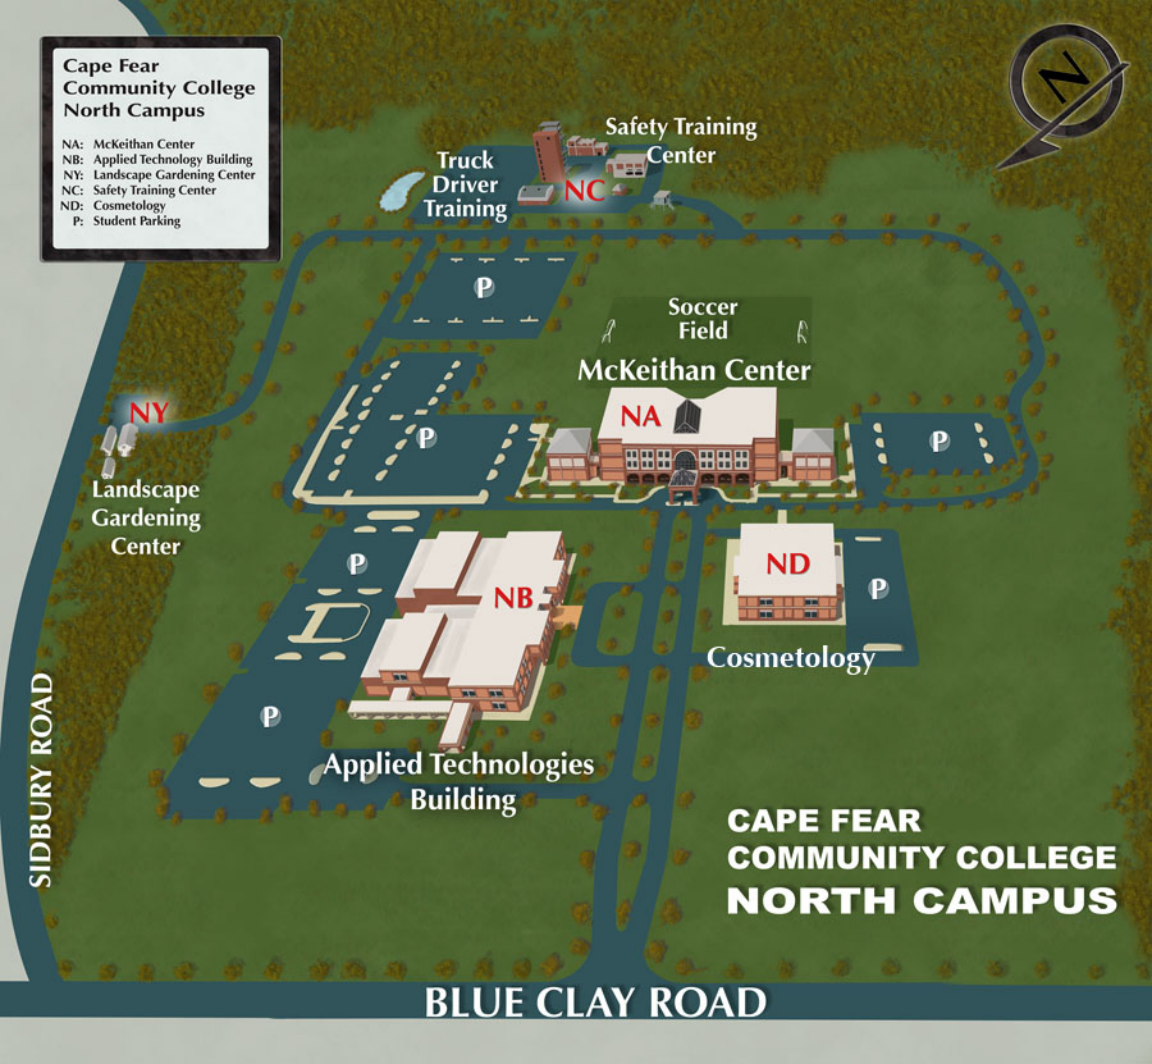 Cape Fear
Community College
North Campus
NA: McKeithan Center
NB: Applied Technology Building
NY: Landscape Gardening Center
NC: Safety Training Center
ND: Cosmetology
P: Student Parking
N
Safety Training
Center
Truck
Driver
Training
NC
P
Soccer
Field
McKeithan Center
NA
NY
P
P
Landscape
Gardening
Center
P
NB
ND
P
Cosmetology
P
Applied Technologies
Building
SIDBURY ROAD
CAPE FEAR
COMMUNITY COLLEGE
NORTH CAMPUS
BLUE CLAY ROAD